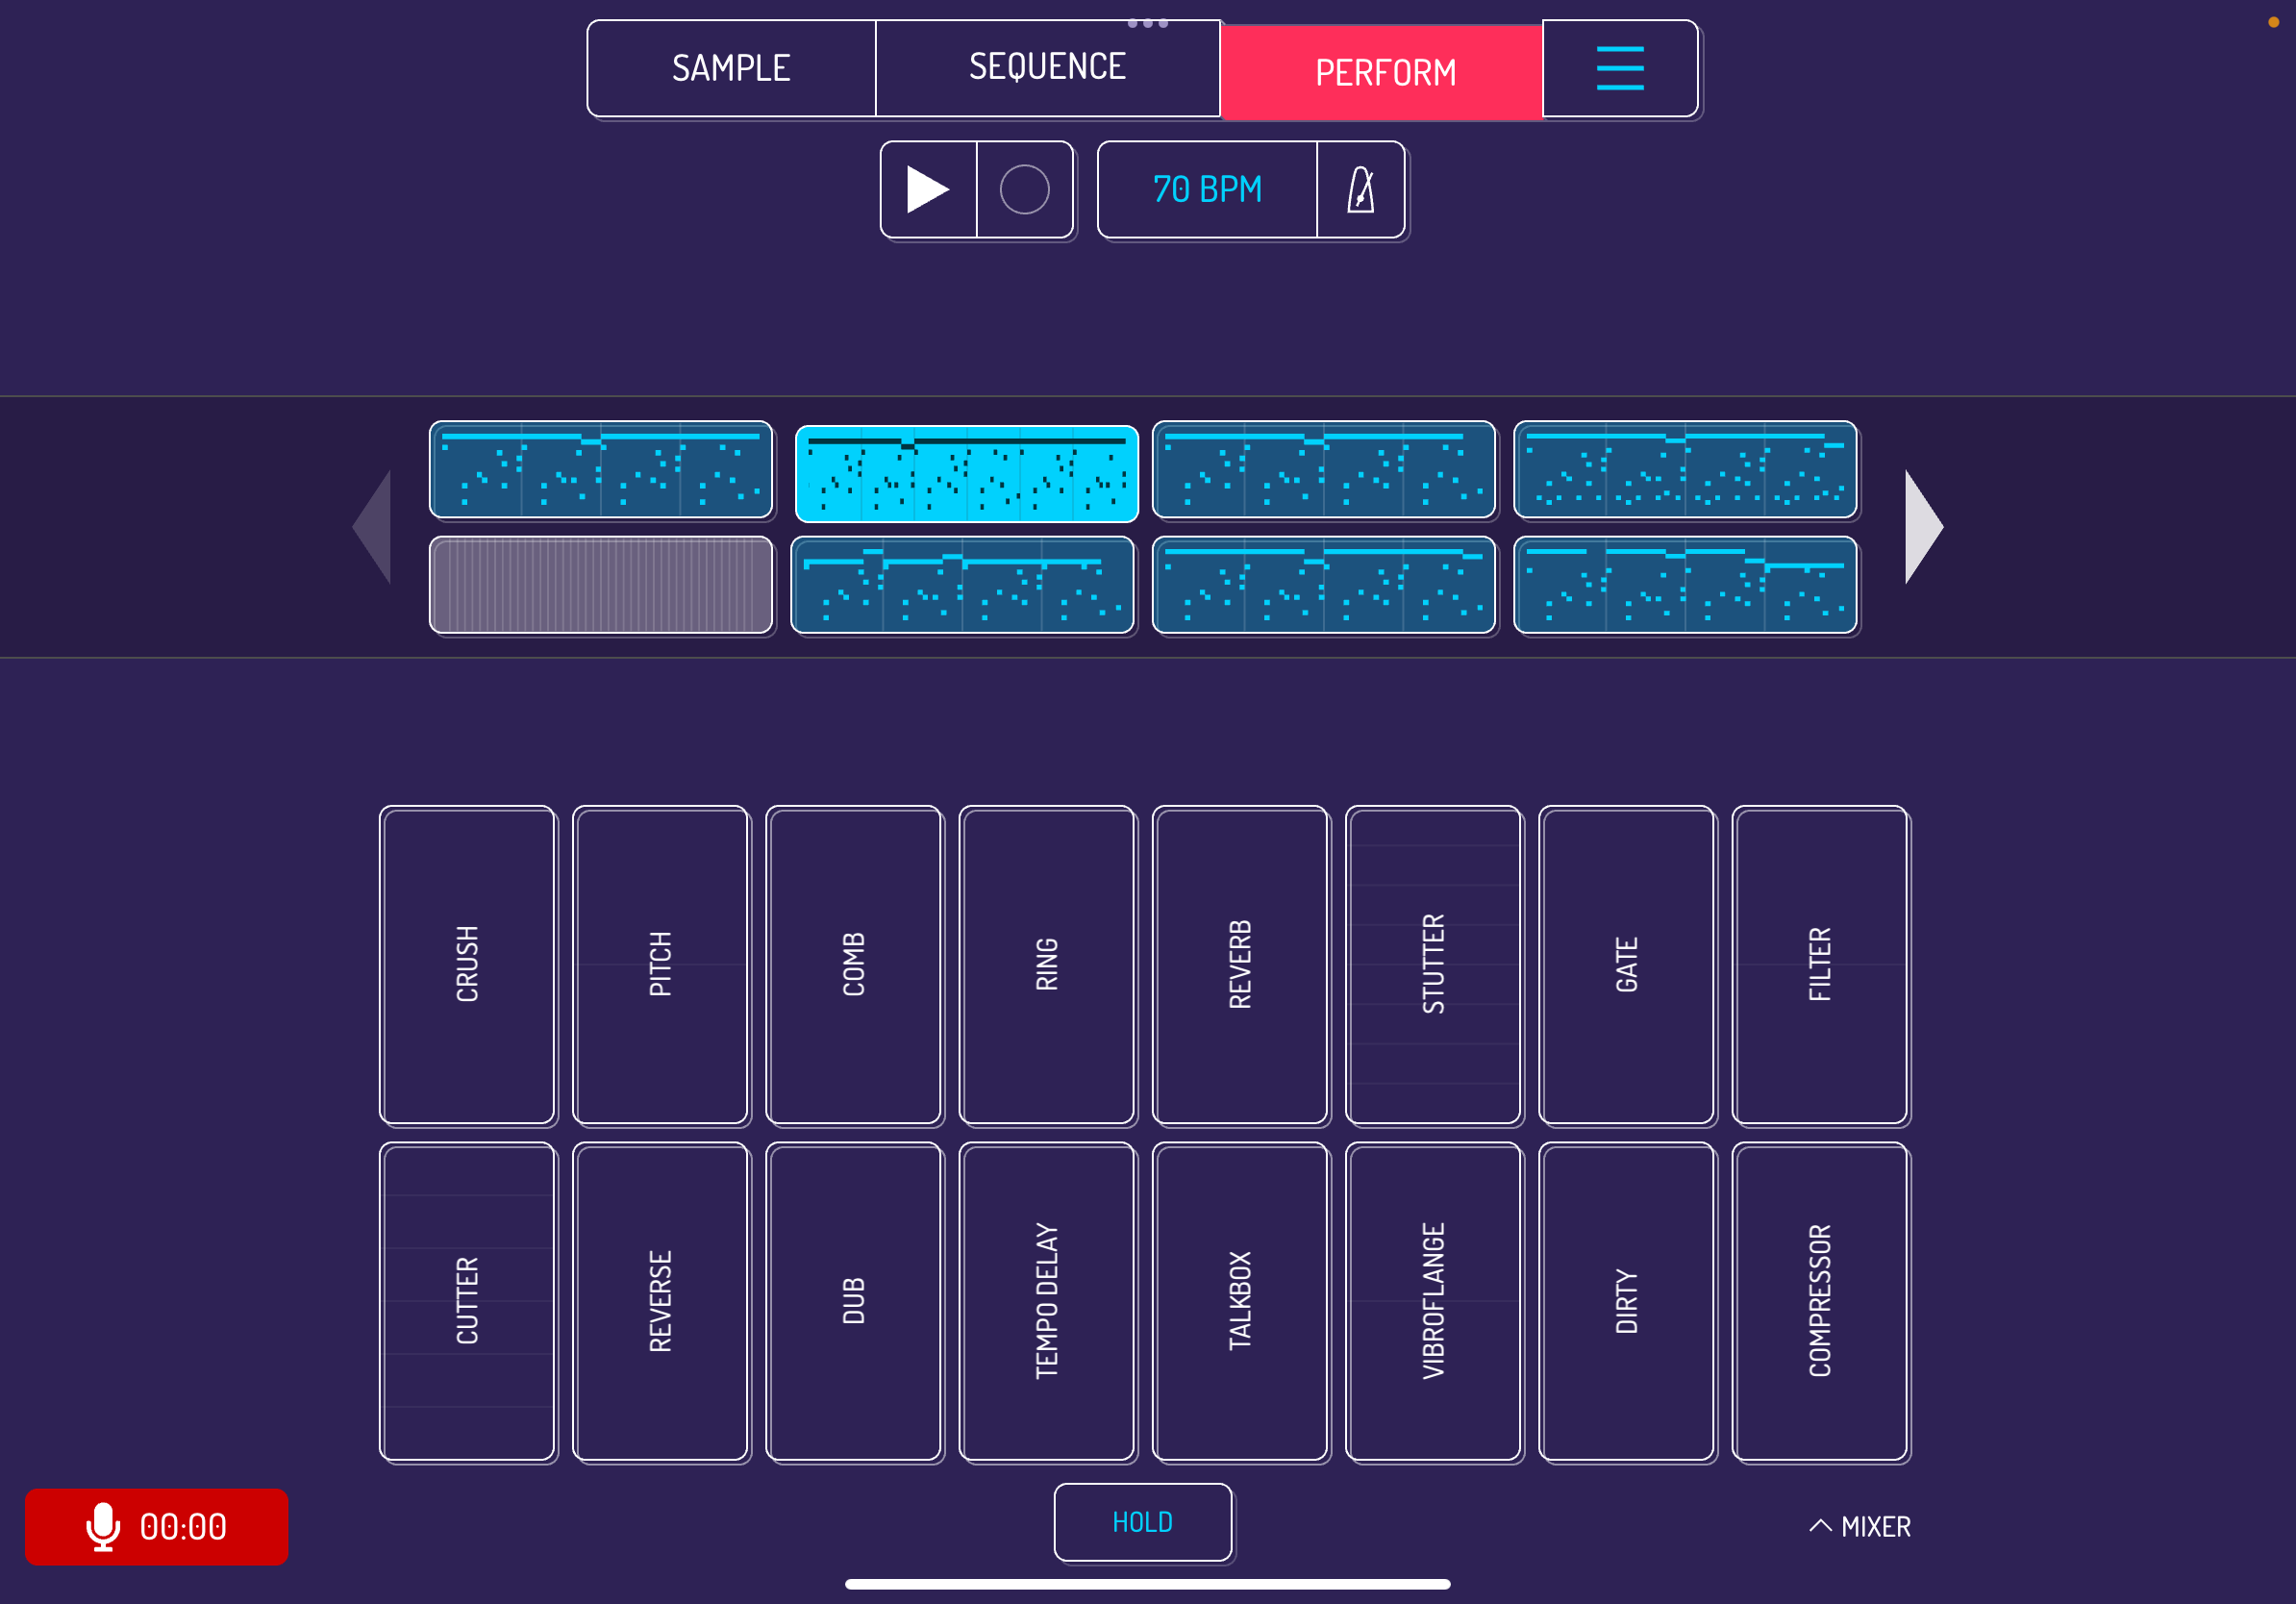 SAMPLE
SEQUENCE
PERFORM
70 BPM
CRUSH
PITCH
COMB
RING
REVERB
STUTTER
GATE
FILTER
CUTTER
REVERSE
DUB
TEMPO DELAY
TALKBOX
VIBROFLANGE
DIRTY
COMPRESSOR
00:00
HOLD
MIXER